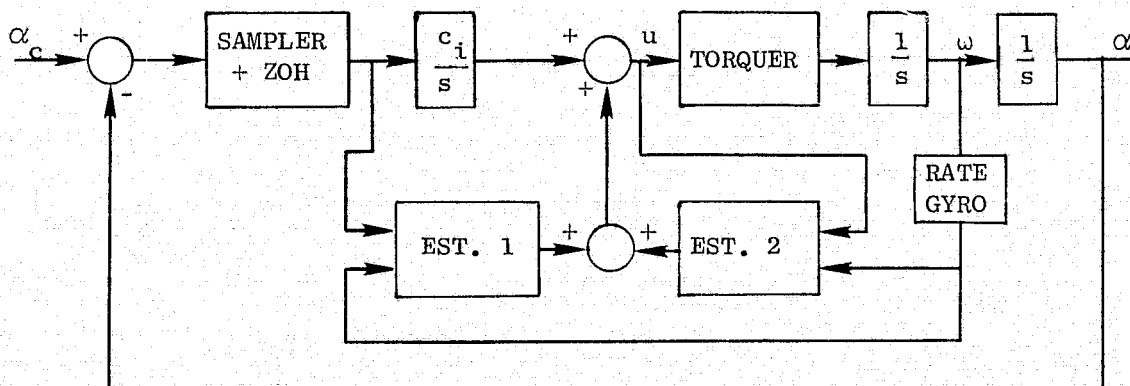 α_c
+
-
SAMPLER
+ ZOH
c_i
s
+
+
u
TORQUER
1
s
ω
1
s
α
RATE
GYRO
EST. 1
+
+
EST. 2